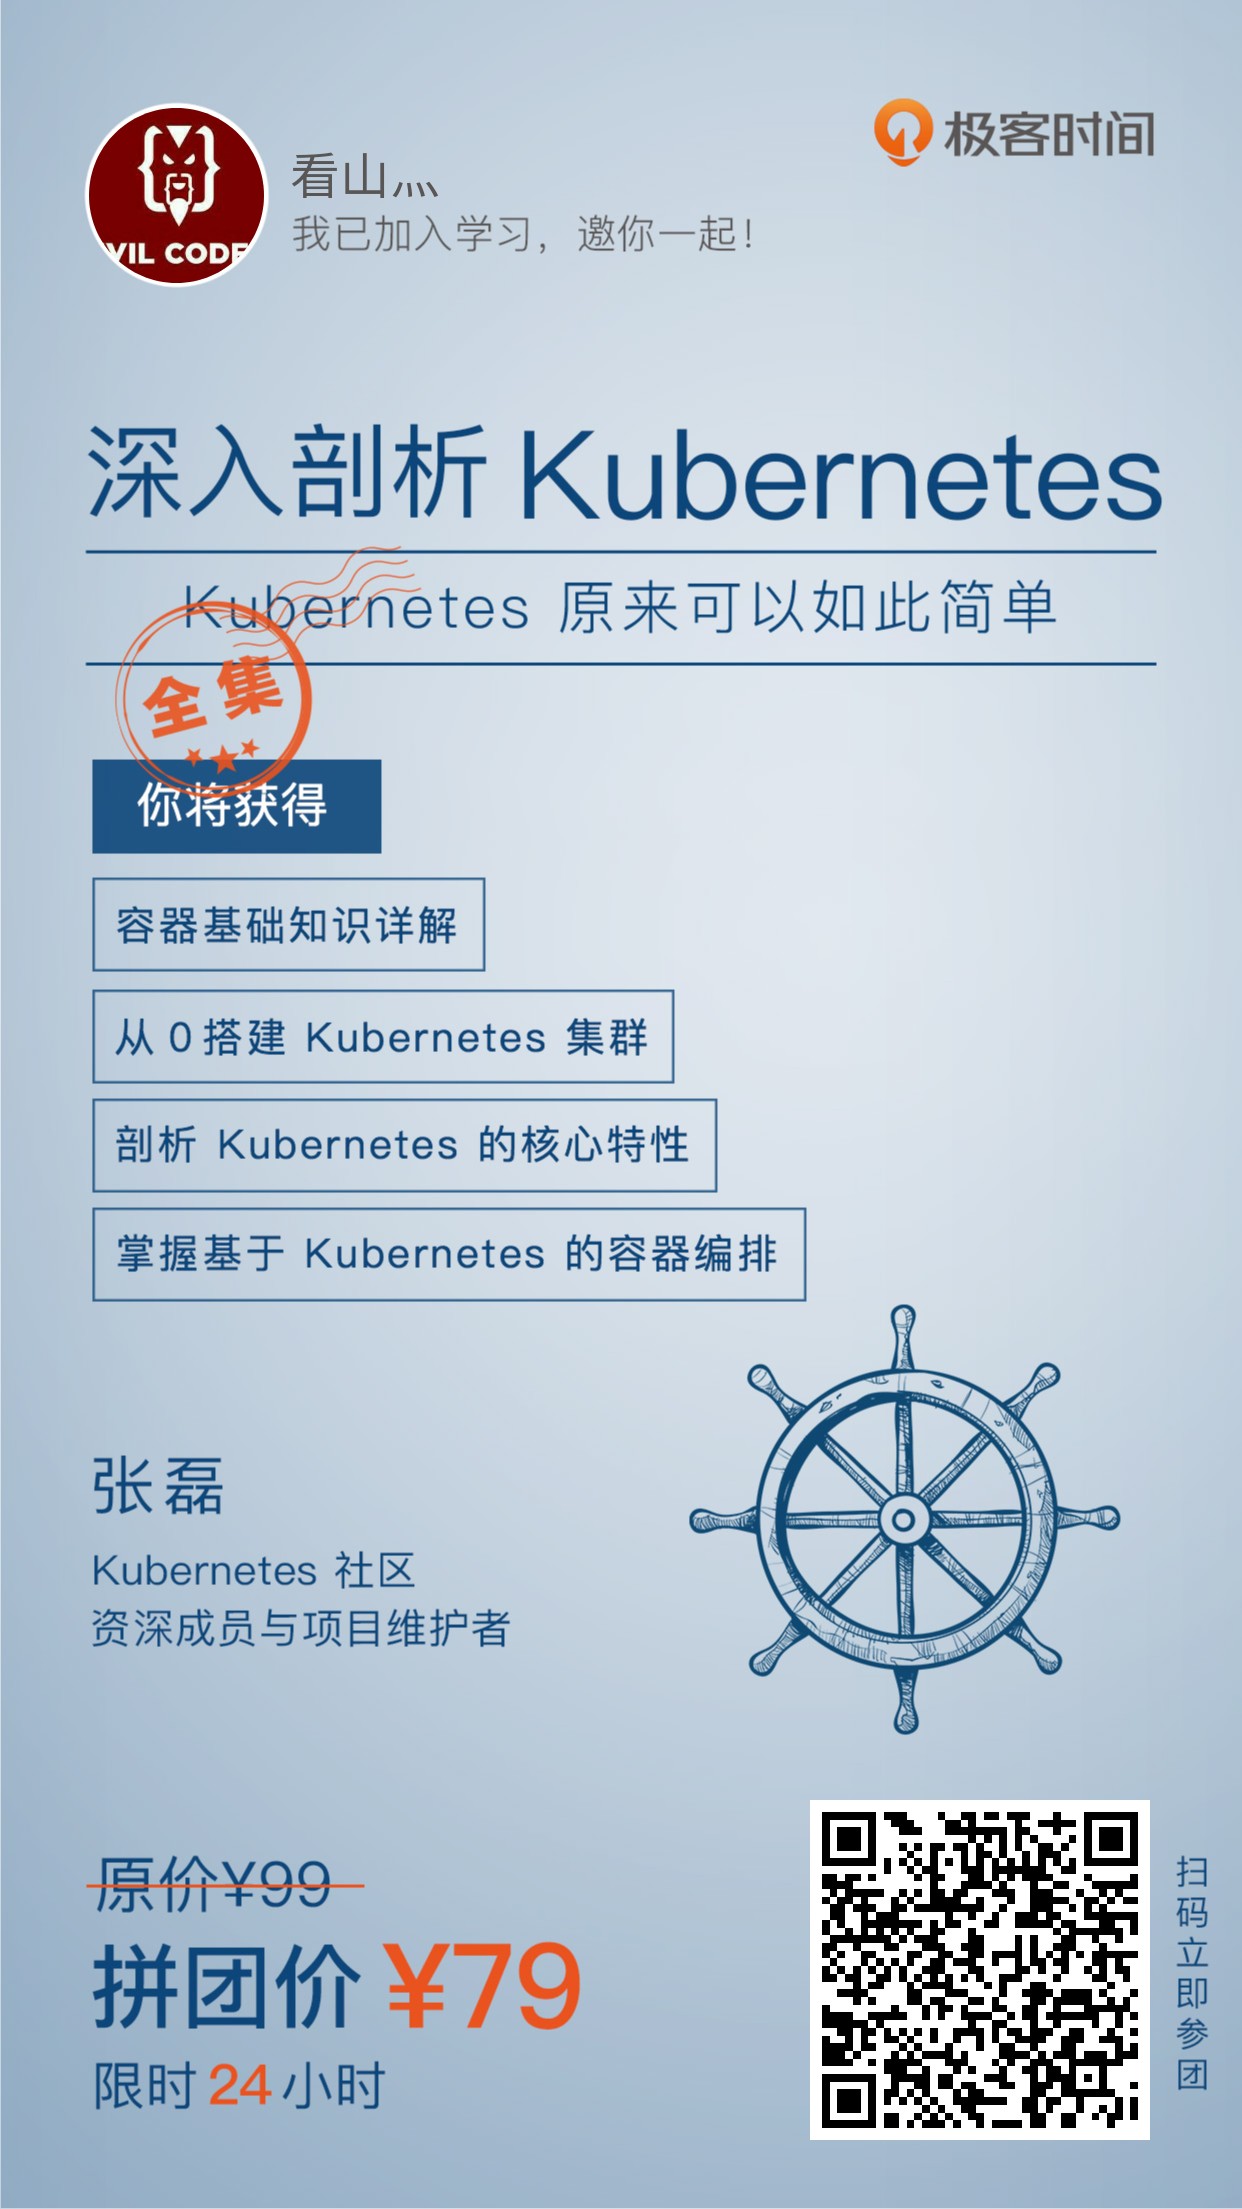 极客时间
看山灬
我已加入学习，邀你一起！
VIL CODE
深入剖析 Kubernetes
Kubernetes 原来可以如此简单
全集
你将获得
容器基础知识详解
从 0 搭建 Kubernetes 集群
剖析 Kubernetes 的核心特性
掌握基于 Kubernetes 的容器编排
张磊
Kubernetes 社区
资深成员与项目维护者
原价¥99
拼团价 ¥79
限时 24 小时
扫码立即参团